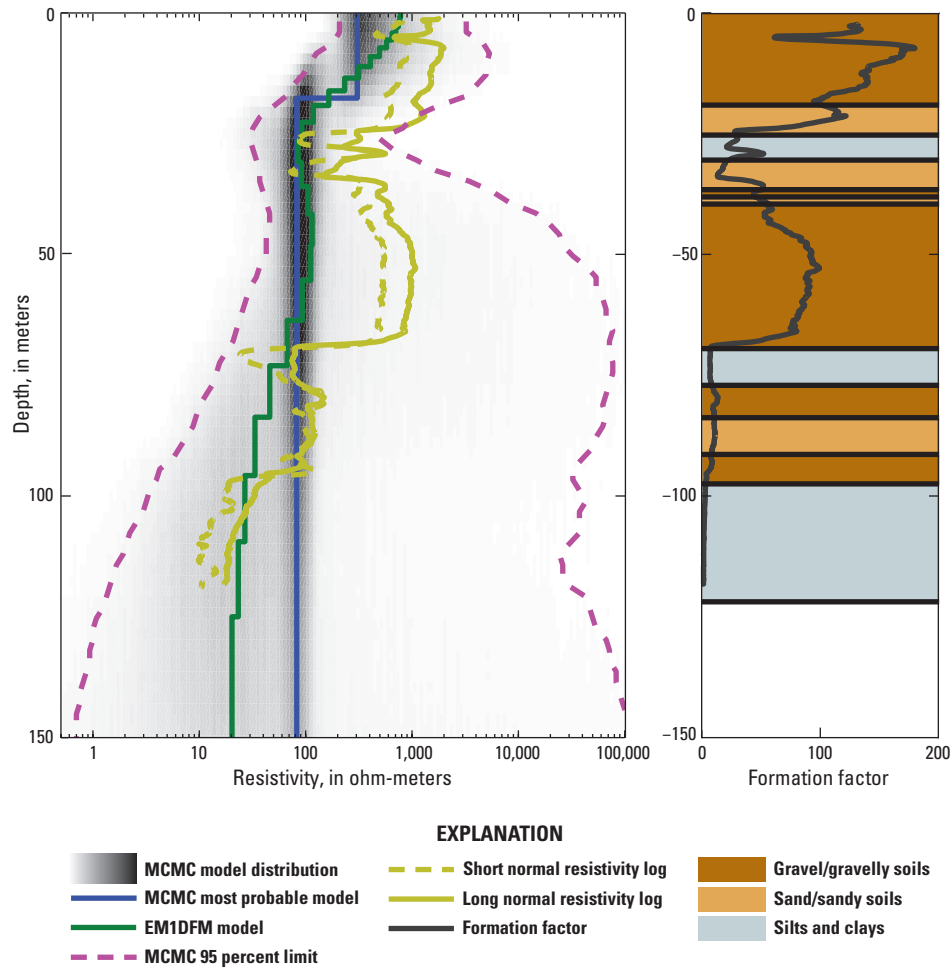 0
50
100
150
Depth, in meters
1
10
100
1,000
10,000
100,000
Resistivity, in ohm-meters
0
−50
−100
−150
0
100
200
Formation factor
EXPLANATION
MCMC model distribution
MCMC most probable model
EM1DFM model
MCMC 95 percent limit
Short normal resistivity log
Long normal resistivity log
Formation factor
Gravel/gravelly soils
Sand/sandy soils
Silts and clays